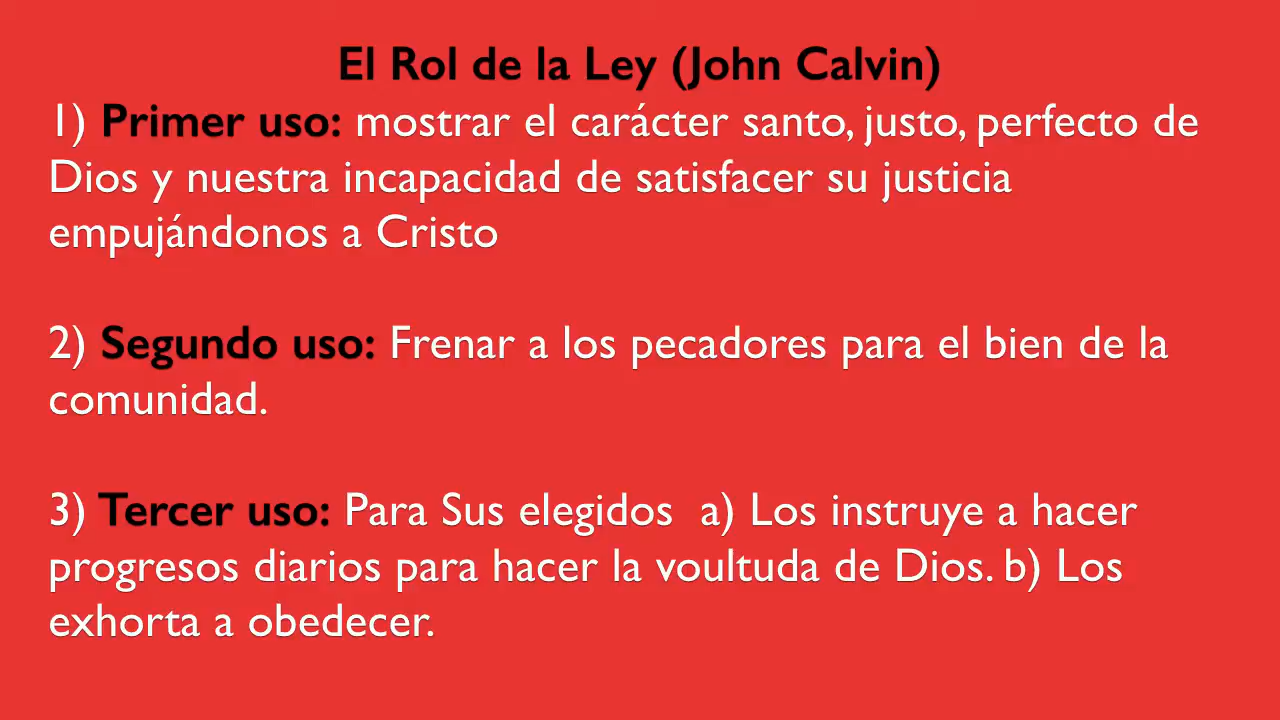 El Rol de la Ley (John Calvin)
1) Primer uso: mostrar el carácter santo, justo, perfecto de
Dios y nuestra incapacidad de satisfacer su justicia
empujándonos a Cristo
2) Segundo uso: Frenar a los pecadores para el bien de la
comunidad.
3) Tercer uso: Para Sus elegidos  a) Los instruye a hacer
progresos diarios para hacer la voultuda de Dios. b) Los
exhorta a obedecer.